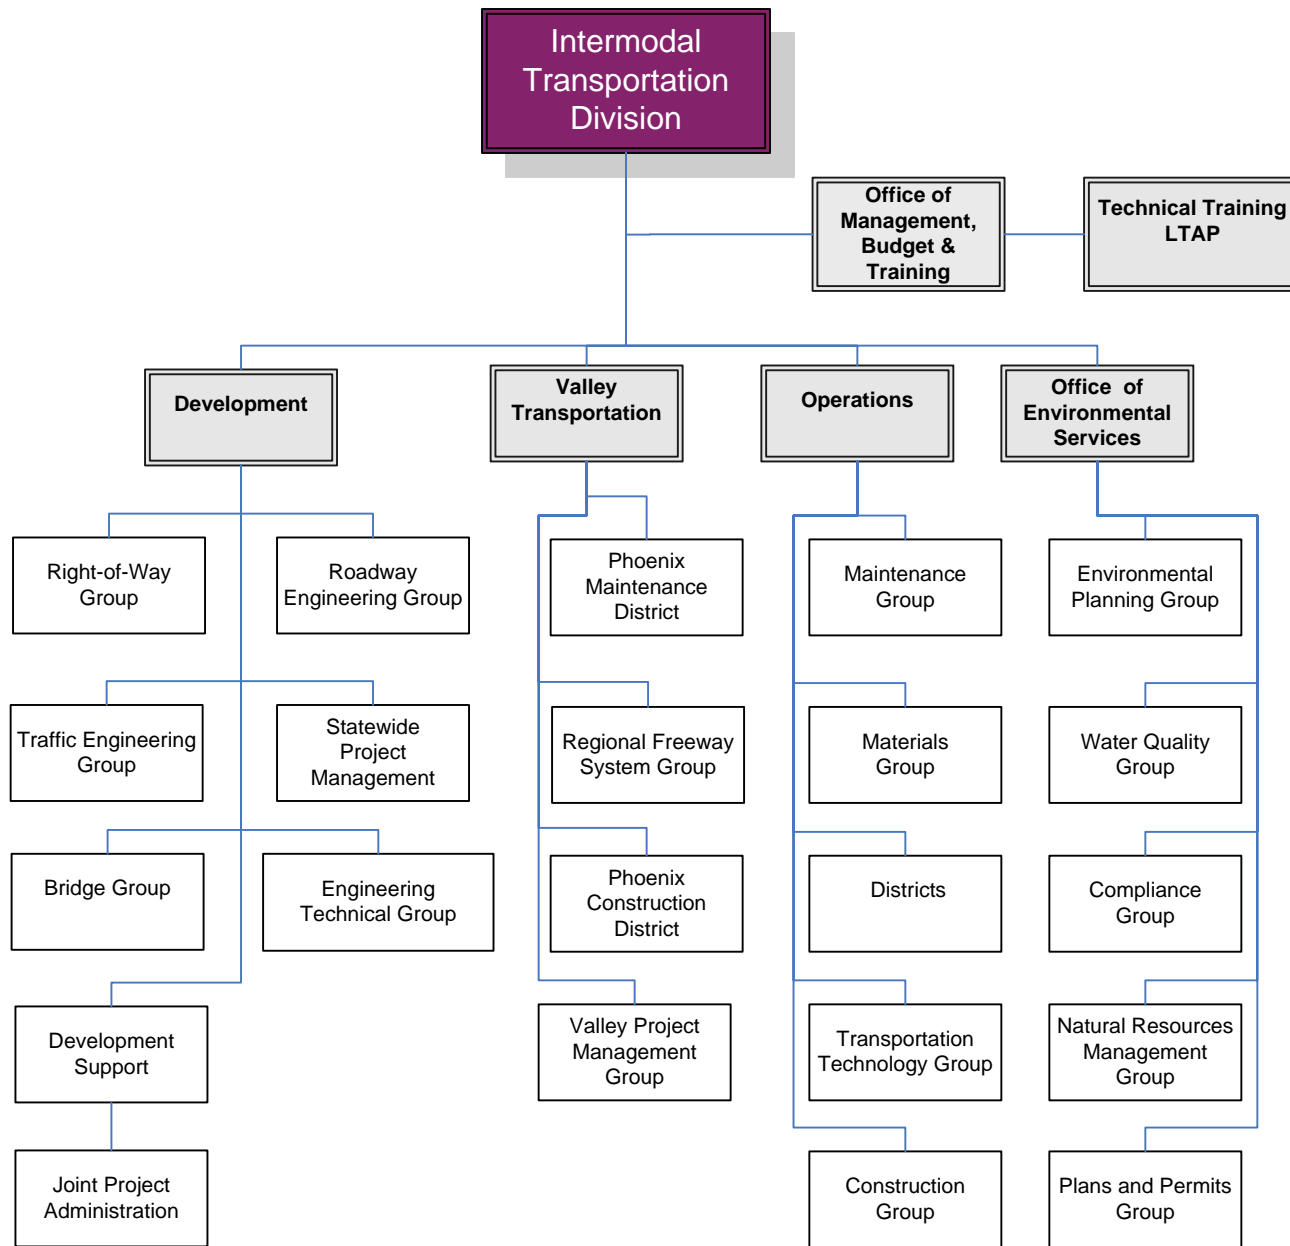 Intermodal
Transportation
Division
Office of
Management,
Budget &
Training
Technical Training
LTAP
Development
Valley
Transportation
Operations
Office of
Environmental
Services
Right-of-Way
Group
Roadway
Engineering Group
Phoenix
Maintenance
District
Maintenance
Group
Environmental
Planning Group
Traffic Engineering
Group
Statewide
Project
Management
Regional Freeway
System Group
Materials
Group
Water Quality
Group
Bridge Group
Engineering
Technical Group
Phoenix
Construction
District
Districts
Compliance
Group
Development
Support
Valley Project
Management
Group
Transportation
Technology Group
Natural Resources
Management
Group
Joint Project
Administration
Construction
Group
Plans and Permits
Group